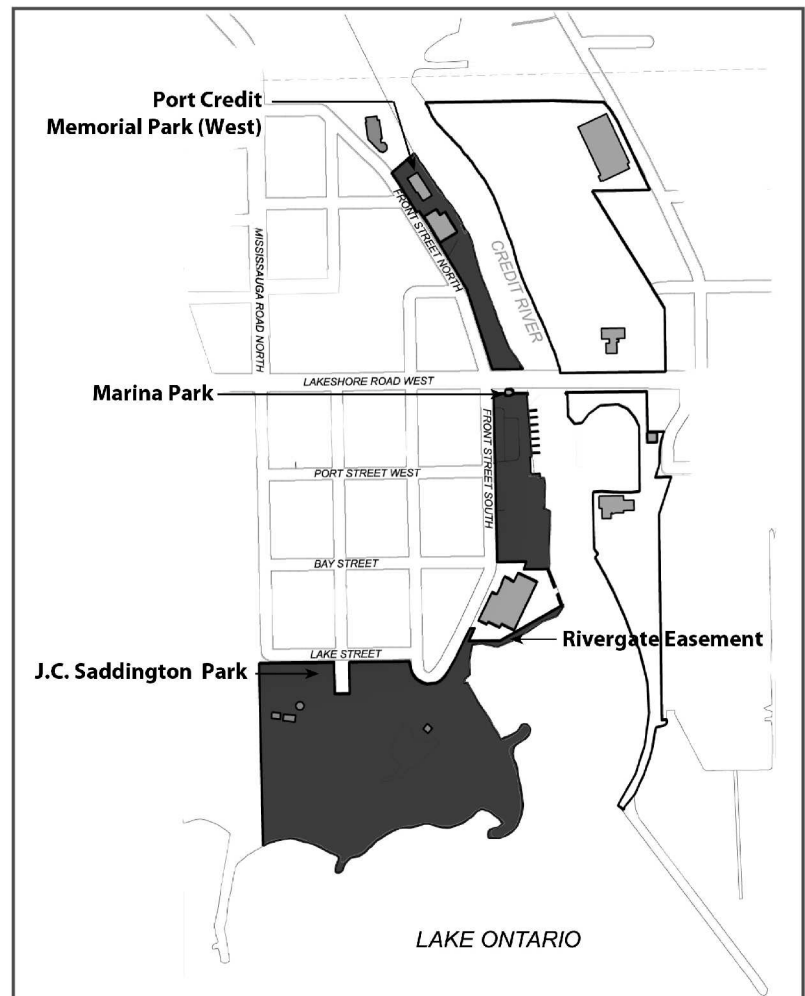 Port Credit
Memorial Park (West)
FRONT STREET NORTH
MISSISSAUGA ROAD NORTH
CREDIT RIVER
LAKESHORE ROAD WEST
Marina Park
FRONT STREET SOUTH
PORT STREET WEST
BAY STREET
Rivergate Easement
LAKE STREET
J.C. Saddington Park
LAKE ONTARIO